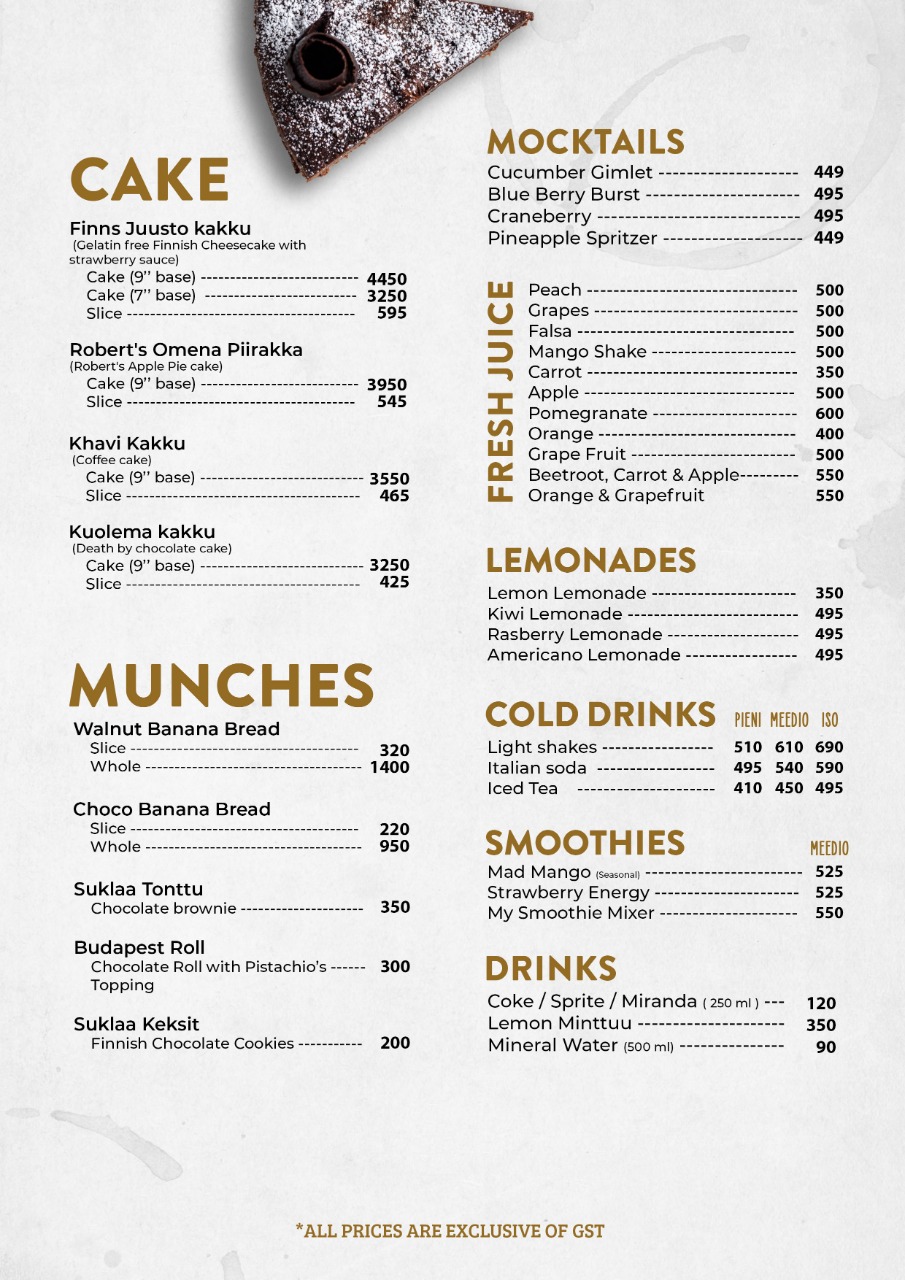 CAKE
Finns Juusto kakku
(Gelatin free Finnish Cheesecake with
strawberry sauce)
Cake (9’’ base) ---------------------------- 4450
Cake (7’’ base) --------------------------- 3250
Slice ---------------------------------------- 595
Robert's Omena Piirakka
(Robert's Apple Pie cake)
Cake (9’’ base) ---------------------------- 3950
Slice ---------------------------------------- 545
Khavi Kakku
(Coffee cake)
Cake (9’’ base) ----------------------------- 3550
Slice ----------------------------------------- 465
Kuolema kakku
(Death by chocolate cake)
Cake (9’’ base) ----------------------------- 3250
Slice ----------------------------------------- 425
MUNCHES
Walnut Banana Bread
Slice ---------------------------------------- 320
Whole -------------------------------------- 1400
Choco Banana Bread
Slice ---------------------------------------- 220
Whole -------------------------------------- 950
Suklaa Tonttu
Chocolate brownie --------------------- 350
Budapest Roll
Chocolate Roll with Pistachio’s ------ 300
Topping
Suklaa Keksit
Finnish Chocolate Cookies ----------- 200
MOCKTAILS
Cucumber Gimlet --------------------- 449
Blue Berry Burst ----------------------- 495
Craneberry ------------------------------ 495
Pineapple Spritzer --------------------- 449
FRESH JUICE
Peach -------------------------------- 500
Grapes ------------------------------- 500
Falsa --------------------------------- 500
Mango Shake ---------------------- 500
Carrot -------------------------------- 350
Apple -------------------------------- 500
Pomegranate ---------------------- 600
Orange ------------------------------ 400
Grape Fruit ------------------------- 500
Beetroot, Carrot & Apple--------- 550
Orange & Grapefruit 550
LEMONADES
Lemon Lemonade ---------------------- 350
Kiwi Lemonade -------------------------- 495
Rasberry Lemonade -------------------- 495
Americano Lemonade ----------------- 495
COLD DRINKS PIENI MEEDIO ISO
Light shakes ----------------- 510 610 690
Italian soda ------------------ 495 540 590
Iced Tea --------------------- 410 450 495
SMOOTHIES MEEDIO
Mad Mango (Seasonal) ------------------------ 525
Strawberry Energy ---------------------- 525
My Smoothie Mixer --------------------- 550
DRINKS
Coke / Sprite / Miranda ( 250 ml ) --- 120
Lemon Minttuu ---------------------- 350
Mineral Water (500 ml) ---------------- 90
*ALL PRICES ARE EXCLUSIVE OF GST